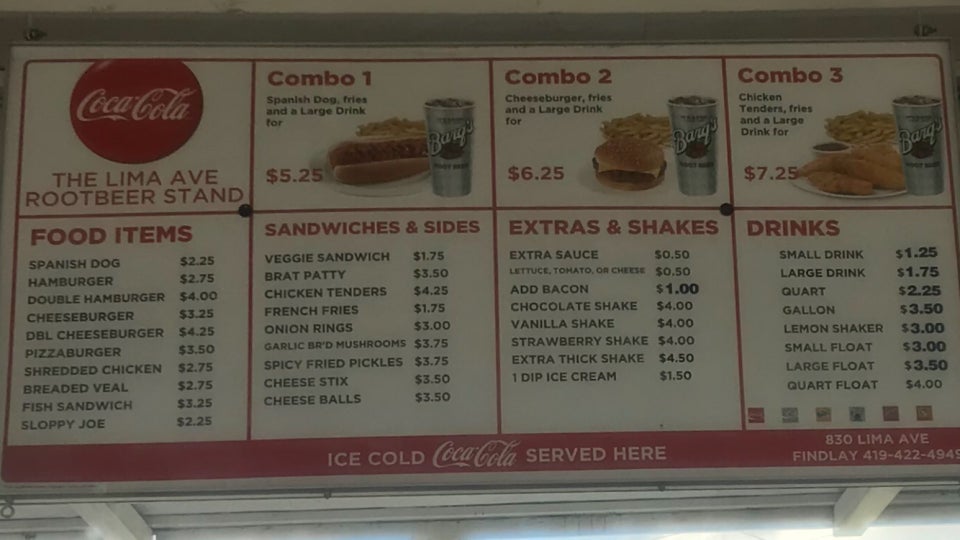 Coca-Cola
THE LIMA AVE
ROOTBEER STAND
Combo 1
Spanish Dog, fries
and a Large Drink
for
$5.25
Barq's
ROOT BEER
Combo 2
Cheeseburger, fries
and a Large Drink
for
$6.25
Barq's
ROOT BEER
Combo 3
Chicken
Tenders, fries
and a Large
Drink for
$7.25
Barq's
ROOT BEER
FOOD ITEMS
SPANISH DOG $2.25
HAMBURGER $2.75
DOUBLE HAMBURGER $4.00
CHEESEBURGER $3.25
DBL CHEESEBURGER $4.25
PIZZABURGER $3.50
SHREDDED CHICKEN $2.75
BREADED VEAL $2.75
FISH SANDWICH $3.25
SLOPPY JOE $2.25
SANDWICHES & SIDES
VEGGIE SANDWICH $1.75
BRAT PATTY $3.50
CHICKEN TENDERS $4.25
FRENCH FRIES $1.75
ONION RINGS $3.00
GARLIC BR'D MUSHROOMS $3.75
SPICY FRIED PICKLES $3.75
CHEESE STIX $3.50
CHEESE BALLS $3.50
EXTRAS & SHAKES
EXTRA SAUCE $0.50
LETTUCE, TOMATO, OR CHEESE $0.50
ADD BACON $1.00
CHOCOLATE SHAKE $4.00
VANILLA SHAKE $4.00
STRAWBERRY SHAKE $4.00
EXTRA THICK SHAKE $4.50
1 DIP ICE CREAM $1.50
DRINKS
SMALL DRINK $1.25
LARGE DRINK $1.75
QUART $2.25
GALLON $3.50
LEMON SHAKER $3.00
SMALL FLOAT $3.00
LARGE FLOAT $3.50
QUART FLOAT $4.00
ICE COLD Coca-Cola SERVED HERE
830 LIMA AVE
FINDLAY 419-422-4949